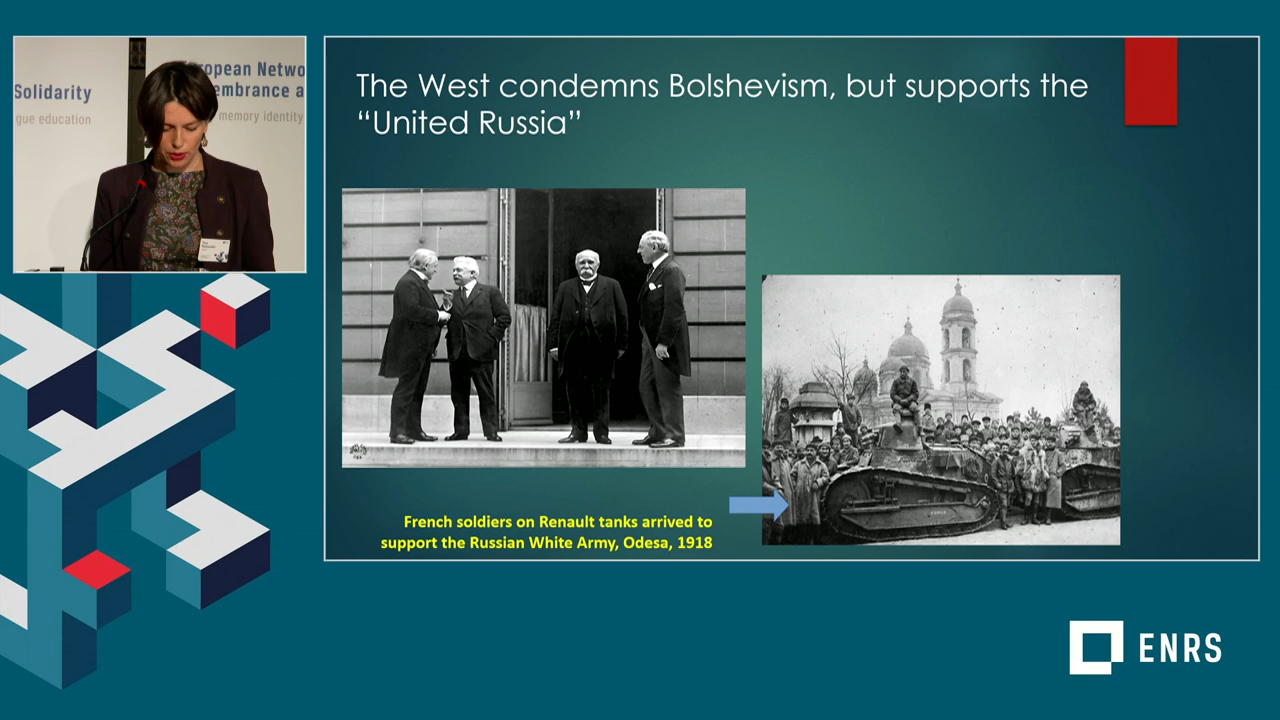 Solidarity
gue education
ropean Netwo
embrance a
memory identity
The West condemns Bolshevism, but supports the
“United Russia”
French soldiers on Renault tanks arrived to
support the Russian White Army, Odesa, 1918
ENRS